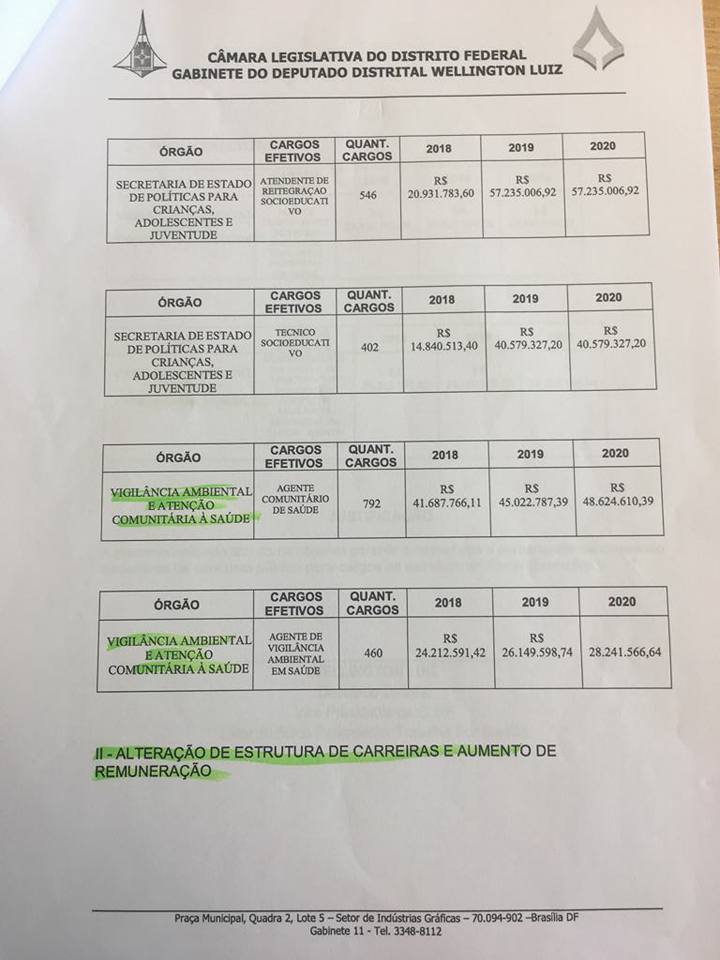 CÂMARA LEGISLATIVA DO DISTRITO FEDERAL
GABINETE DO DEPUTADO DISTRITAL WELLINGTON LUIZ
ÓRGÃO CARGOS EFETIVOS QUANT. CARGOS 2018 2019 2020
SECRETARIA DE ESTADO
DE POLÍTICAS PARA
CRIANÇAS,
ADOLESCENTES E
JUVENTUDE
ATENDENTE DE
REITEGRAÇAO
SOCIOEDUCATI
VO
546
R$
20.931.783,60
R$
57.235.006,92
R$
57.235.006,92
ÓRGÃO CARGOS EFETIVOS QUANT. CARGOS 2018 2019 2020
SECRETARIA DE ESTADO
DE POLÍTICAS PARA
CRIANÇAS,
ADOLESCENTES E
JUVENTUDE
TECNICO
SOCIOEDUCATI
VO
402
R$
14.840.513,40
R$
40.579.327,20
R$
40.579.327,20
ÓRGÃO CARGOS EFETIVOS QUANT. CARGOS 2018 2019 2020
VIGILÂNCIA AMBIENTAL
E ATENÇÃO
COMUNITÁRIA À SAÚDE
AGENTE
COMUNITÁRIO
DE SAÚDE
792
R$
41.687.766,11
R$
45.022.787,39
R$
48.624.610,39
ÓRGÃO CARGOS EFETIVOS QUANT. CARGOS 2018 2019 2020
VIGILÂNCIA AMBIENTAL
E ATENÇÃO
COMUNITÁRIA À SAÚDE
AGENTE DE
VIGILÂNCIA
AMBIENTAL
EM SAÚDE
460
R$
24.212.591,42
R$
26.149.598,74
28.241.566,64
II - ALTERAÇÃO DE ESTRUTURA DE CARREIRAS E AUMENTO DE
REMUNERAÇÃO
Praça Municipal, Quadra 2, Lote 5 – Setor de Indústrias Gráficas – 70.094-902 –Brasília DF
Gabinete 11 - Tel. 3348-8112